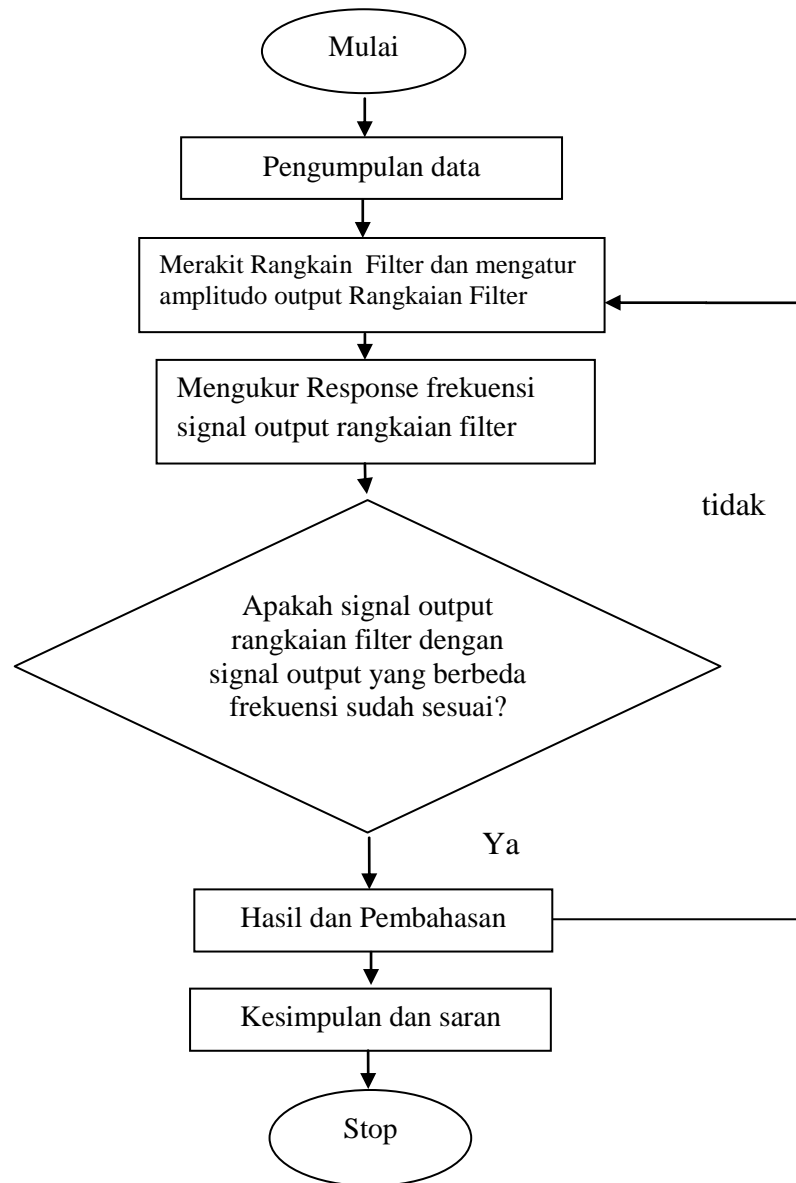 Mulai
Pengumpulan data
Merakit Rangkain Filter dan mengatur
amplitudo output Rangkaian Filter
Mengukur Response frekuensi
signal output rangkaian filter
tidak
Apakah signal output
rangkaian filter dengan
signal output yang berbeda
frekuensi sudah sesuai?
Ya
Hasil dan Pembahasan
Kesimpulan dan saran
Stop